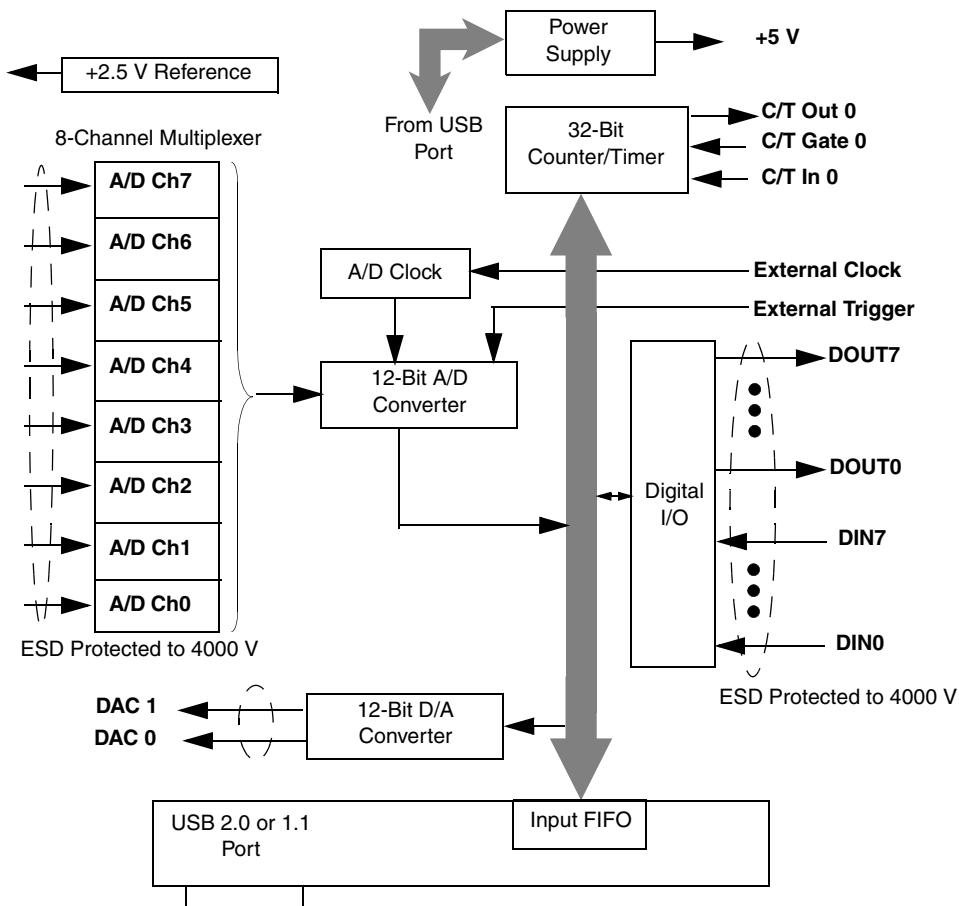 Power
Supply
+5 V
+2.5 V Reference
From USB
Port
32-Bit
Counter/Timer
C/T Out 0
C/T Gate 0
C/T In 0
8-Channel Multiplexer
A/D Ch7
A/D Ch6
A/D Ch5
A/D Ch4
A/D Ch3
A/D Ch2
A/D Ch1
A/D Ch0
ESD Protected to 4000 V
A/D Clock
External Clock
External Trigger
12-Bit A/D
Converter
Digital
I/O
DOUT7
DOUT0
DIN7
DIN0
ESD Protected to 4000 V
DAC 1
DAC 0
12-Bit D/A
Converter
USB 2.0 or 1.1
Port
Input FIFO